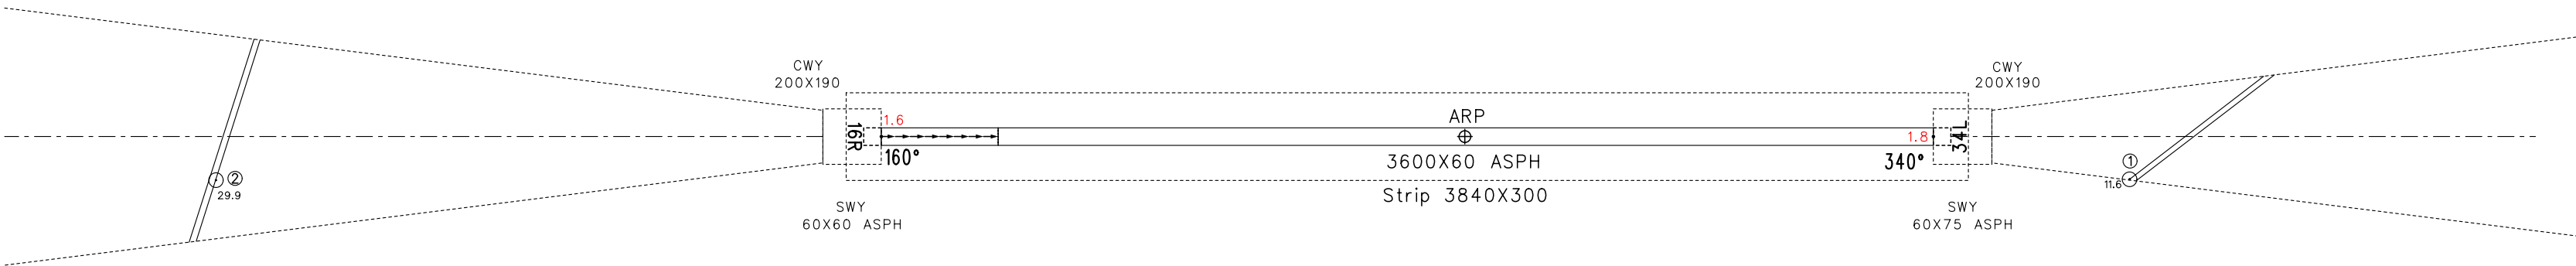 CWY
200X190
CWY
200X190
1.6
ARP
16R
34L
1.8
160°
3600X60 ASPH
340°
①
②
11.6
29.9
Strip 3840X300
SWY
60X60 ASPH
SWY
60X75 ASPH